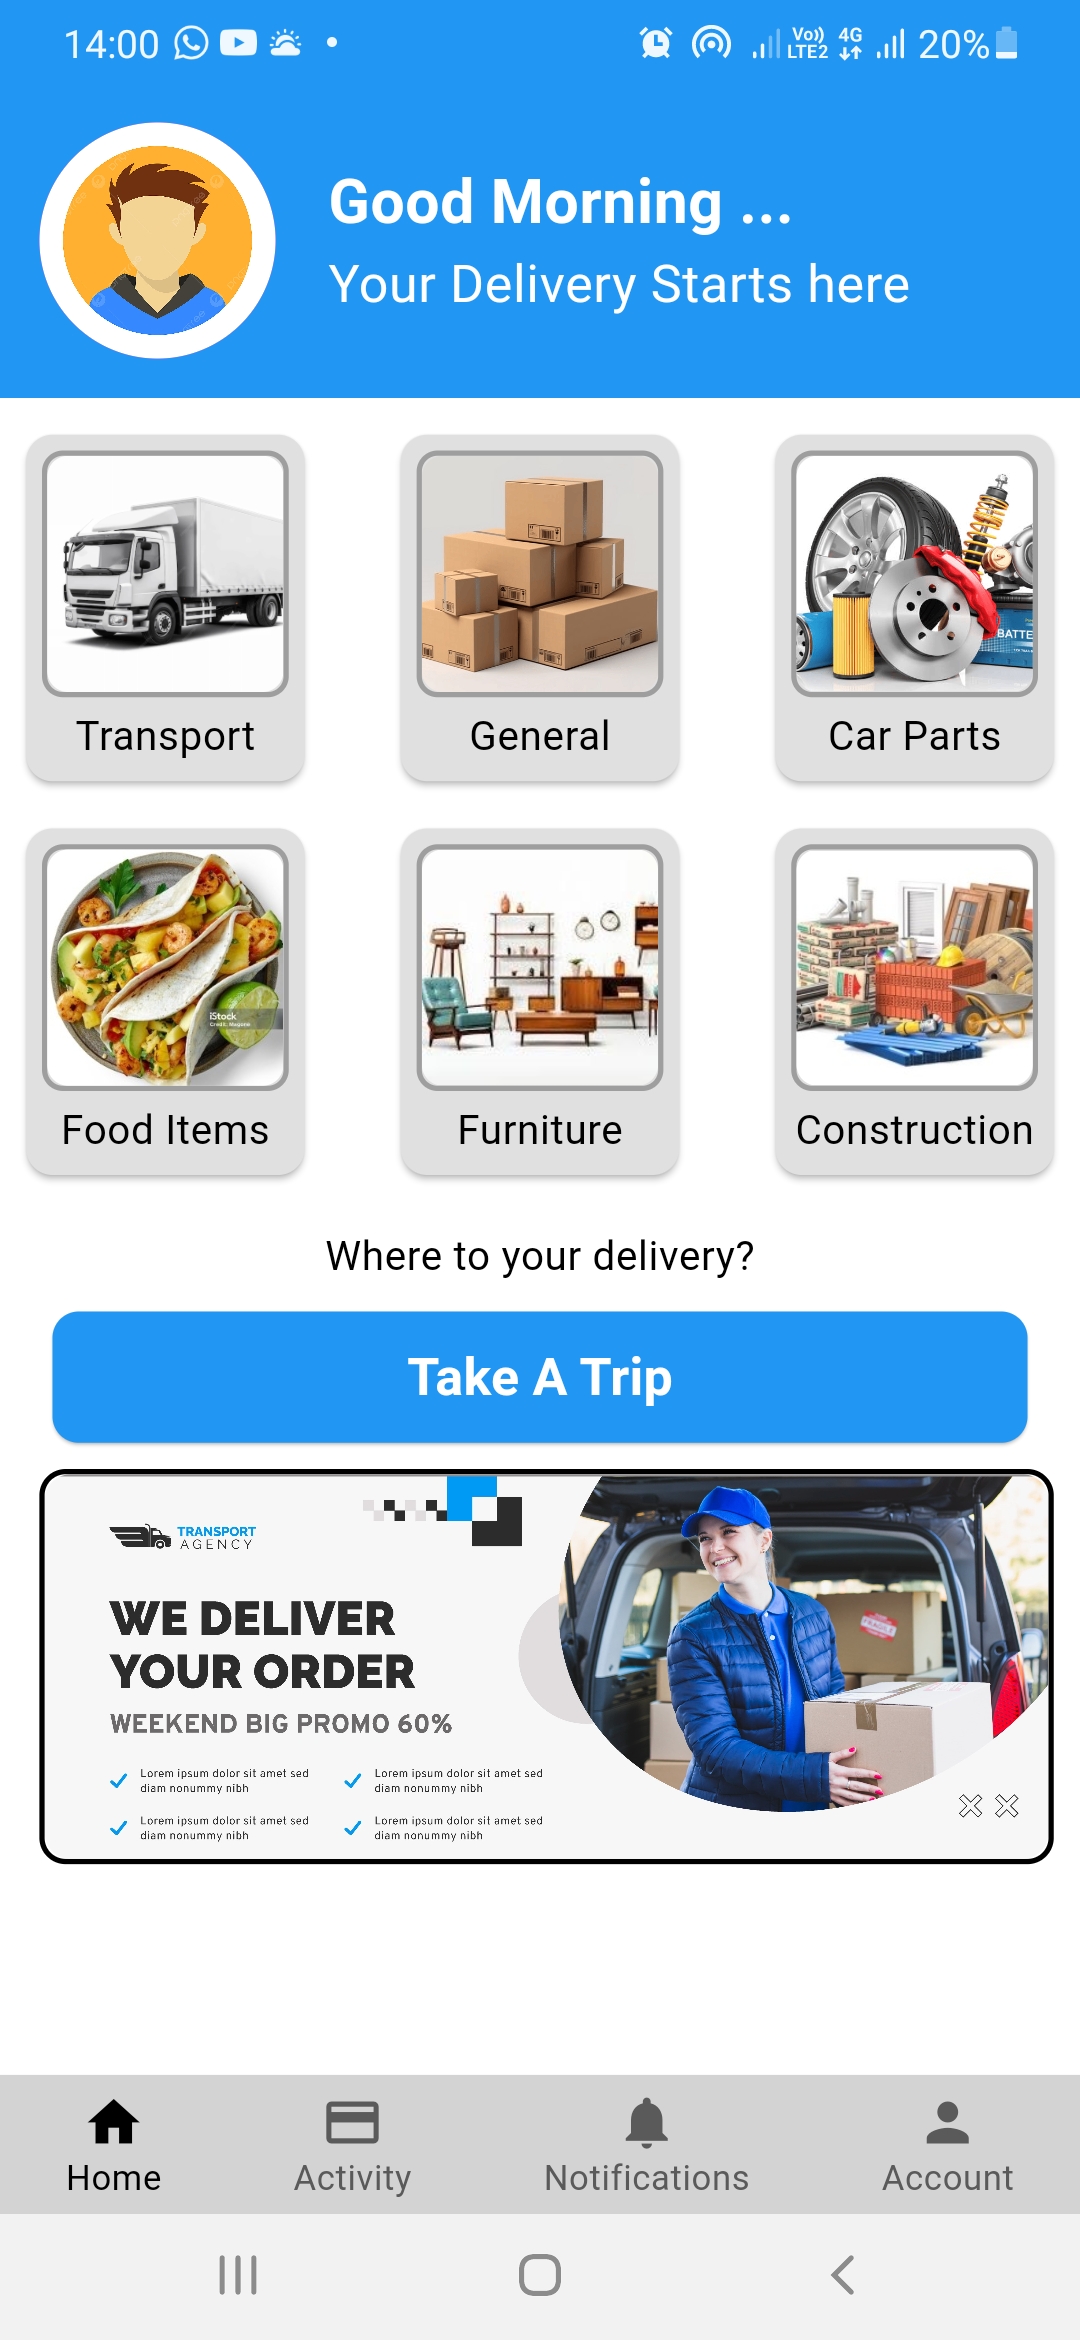 14:00
Vo)) LTE2 4G 20%
Good Morning ...
Your Delivery Starts here
BATTE
Transport
General
Car Parts
iStock
Credit: Magone
Food Items
Furniture
Construction
Where to your delivery?
Take A Trip
TRANSPORT
AGENCY
WE DELIVER
YOUR ORDER
WEEKEND BIG PROMO 60%
FRAGILE
Lorem ipsum dolor sit amet sed
diam nonummy nibh
Lorem ipsum dolor sit amet sed
diam nonummy nibh
Lorem ipsum dolor sit amet sed
diam nonummy nibh
Lorem ipsum dolor sit amet sed
diam nonummy nibh
Home
Activity
Notifications
Account